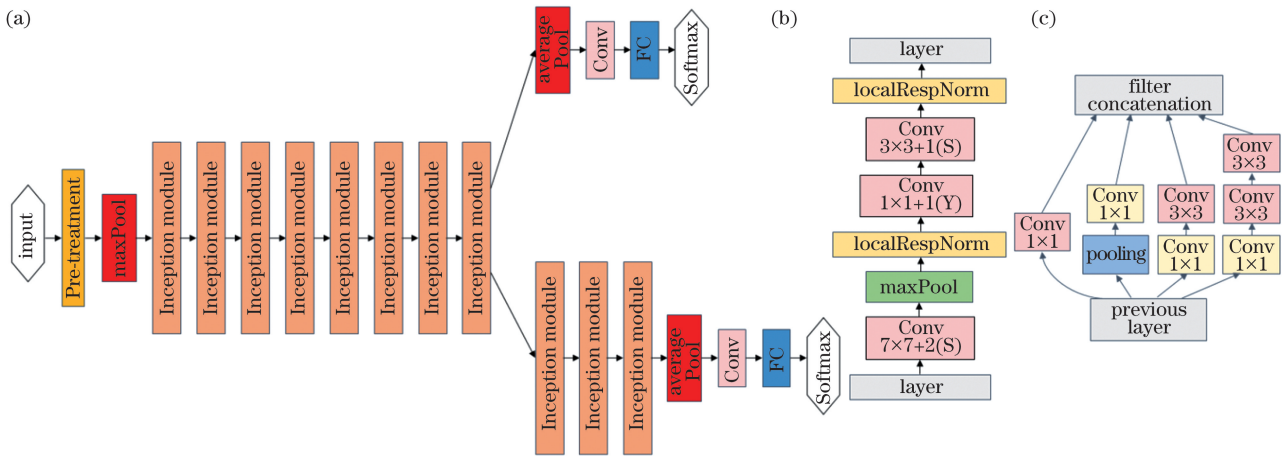 (a)
input
Pre-treatment
maxPool
Inception module
Inception module
Inception module
Inception module
Inception module
Inception module
Inception module
Inception module
average
Pool
Conv
FC
Softmax
Inception module
Inception module
Inception module
average
Pool
Conv
FC
Softmax
(b)
layer
localRespNorm
Conv
3×3+1(S)
Conv
1×1+1(Y)
localRespNorm
maxPool
Conv
7×7+2(S)
layer
(c)
filter
concatenation
Conv
3×3
Conv
1×1
Conv
3×3
Conv
3×3
Conv
1×1
pooling
Conv
1×1
Conv
1×1
previous
layer